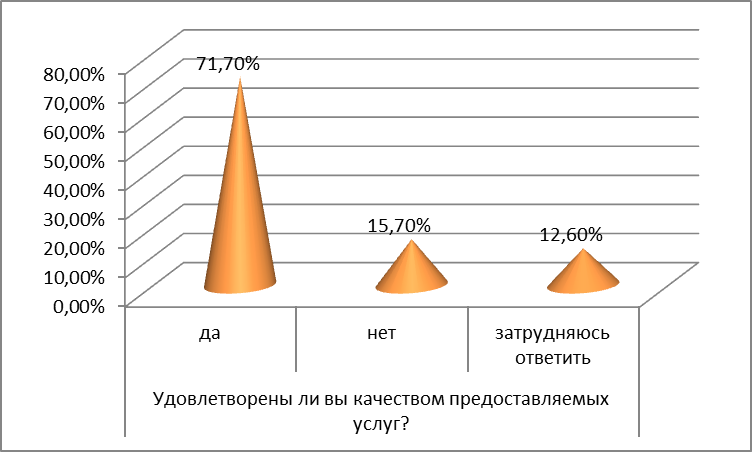 71,70%
80,00%
70,00%
60,00%
50,00%
40,00%
30,00%
20,00%
10,00%
0,00%
15,70%
12,60%
да
нет
затрудняюсь
ответить
Удовлетворены ли вы качеством предоставляемых
услуг?